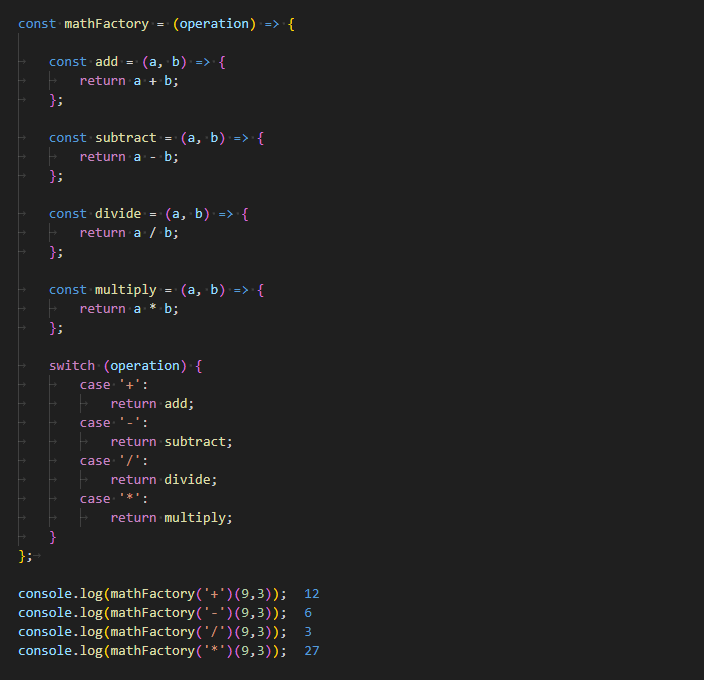 const mathFactory = (operation) => {
const add = (a, b) => {
return a + b;
};
const subtract = (a, b) => {
return a - b;
};
const divide = (a, b) => {
return a / b;
};
const multiply = (a, b) => {
return a * b;
};
switch (operation) {
case '+':
return add;
case '-':
return subtract;
case '/':
return divide;
case '*':
return multiply;
}
};
console.log(mathFactory('+')(9,3)); 12
console.log(mathFactory('-')(9,3)); 6
console.log(mathFactory('/')(9,3)); 3
console.log(mathFactory('*')(9,3)); 27